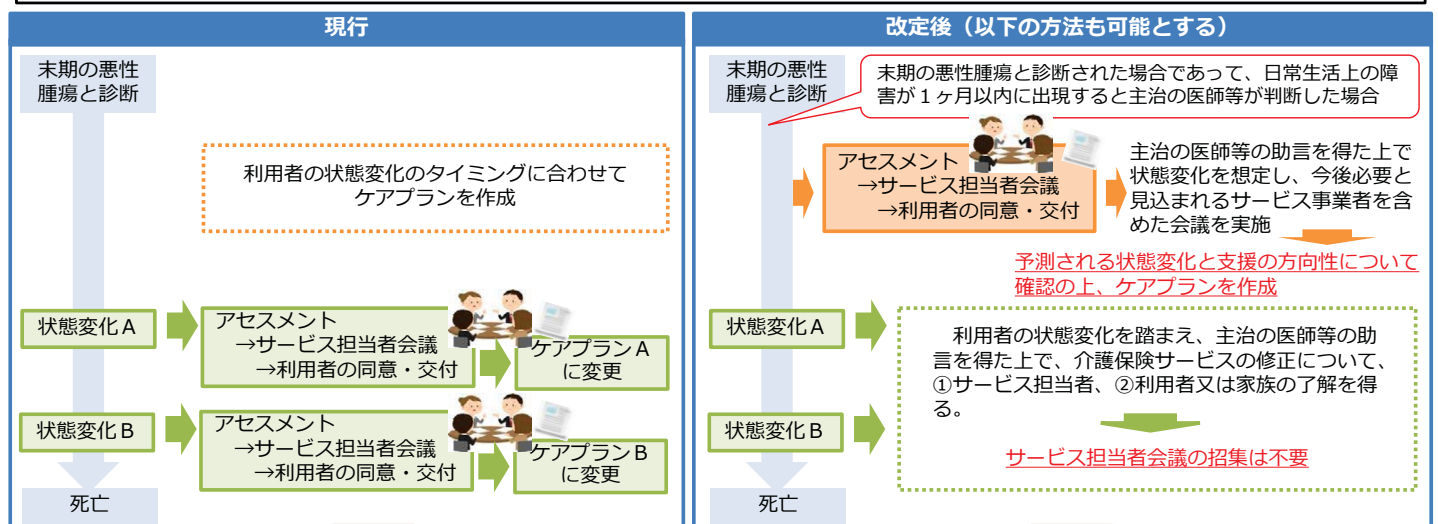 現行
末期の悪性
腫瘍と診断
利用者の状態変化のタイミングに合わせて
ケアプランを作成
状態変化A
アセスメント
→サービス担当者会議
→利用者の同意・交付
ケアプランA
に変更
状態変化B
アセスメント
→サービス担当者会議
→利用者の同意・交付
ケアプランB
に変更
死亡
改定後（以下の方法も可能とする）
末期の悪性
腫瘍と診断
末期の悪性腫瘍と診断された場合であって、日常生活上の障
害が１ヶ月以内に出現すると主治の医師等が判断した場合
アセスメント
→サービス担当者会議
→利用者の同意・交付
主治の医師等の助言を得た上で
状態変化を想定し、今後必要と
見込まれるサービス事業者を含
めた会議を実施
予測される状態変化と支援の方向性について
確認の上、ケアプランを作成
状態変化A
利用者の状態変化を踏まえ、主治の医師等の助
言を得た上で、介護保険サービスの修正について、
①サービス担当者、②利用者又は家族の了解を得
る。
状態変化B
サービス担当者会議の招集は不要
死亡